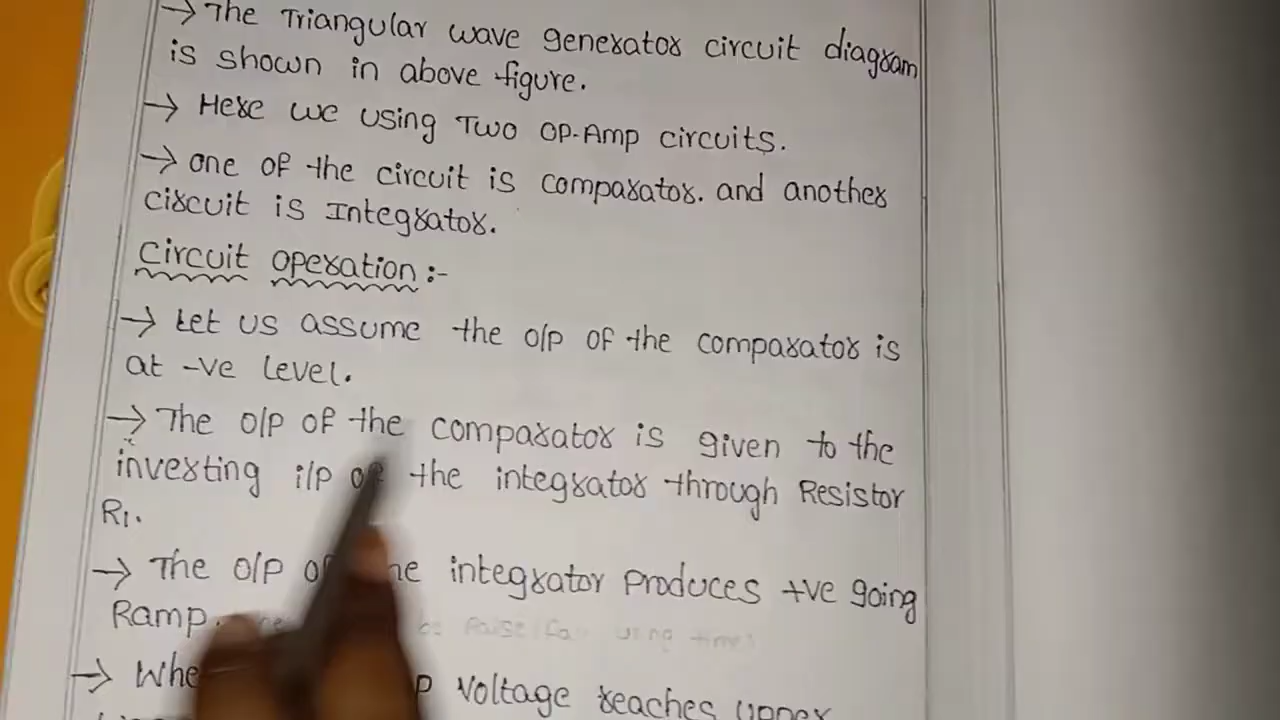 → The Triangular wave generator circuit diagram
is shown in above figure.
→ Here we using Two OP-Amp circuits.
→ one of the circuit is comparator. and another
circuit is Integrator.
Circuit operation :-
→ Let us assume the o/p of the comparator is
at -ve level.
→ The o/p of the comparator is given to the
inverting i/p of the integrator through Resistor
R1.
→ The o/p integrator produces +ve going
Ramp.
→ voltage reaches upper